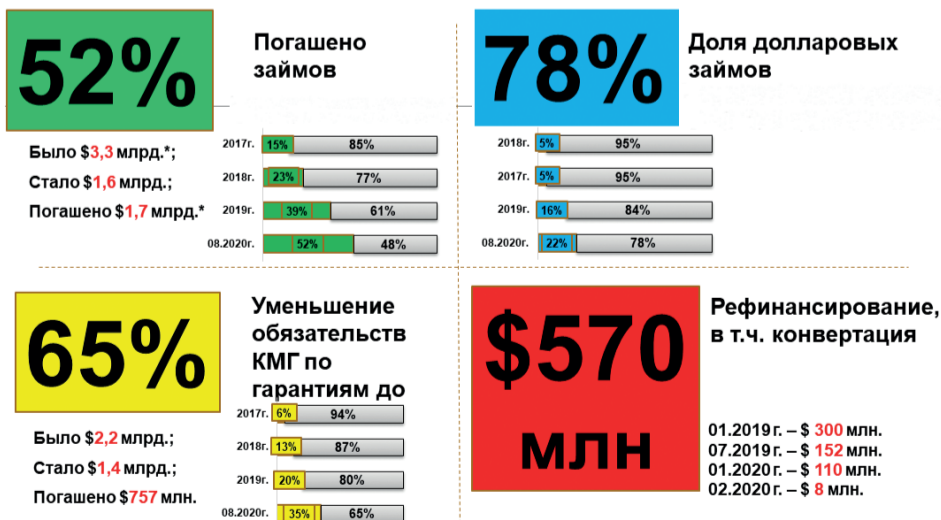 52%
Погашено
займов
Было $3,3 млрд.*;
Стало $1,6 млрд.;
Погашено $1,7 млрд.*
2017г. 15% 85%
2018г. 23% 77%
2019г. 39% 61%
08.2020г. 52% 48%
78%
Доля долларовых
займов
2018г. 5% 95%
2017г. 5% 95%
2019г. 16% 84%
08.2020г. 22% 78%
65%
Уменьшение
обязательств
КМГ по
гарантиям до
Было $2,2 млрд.;
Стало $1,4 млрд.;
Погашено $757 млн.
2017г. 6% 94%
2018г. 13% 87%
2019г. 20% 80%
08.2020г. 35% 65%
$570
млн
Рефинансирование,
в т.ч. конвертация
01.2019 г. – $ 300 млн.
07.2019 г. – $ 152 млн.
01.2020 г. – $ 110 млн.
02.2020 г. – $ 8 млн.